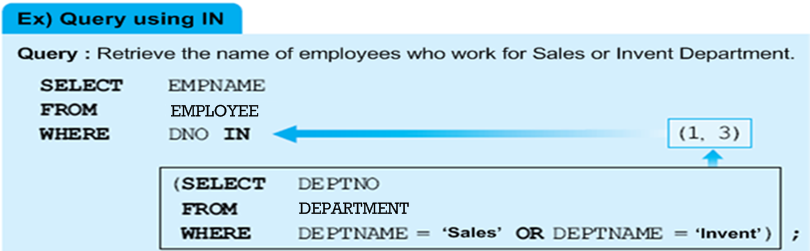 Ex) Query using IN
Query : Retrieve the name of employees who work for Sales or Invent Department.
SELECT EMPNAME
FROM EMPLOYEE
WHERE DNO IN (1, 3)
(SELECT DEPTNO
FROM DEPARTMENT
WHERE DEPTNAME = ‘Sales’ OR DEPTNAME = ‘Invent’) ;